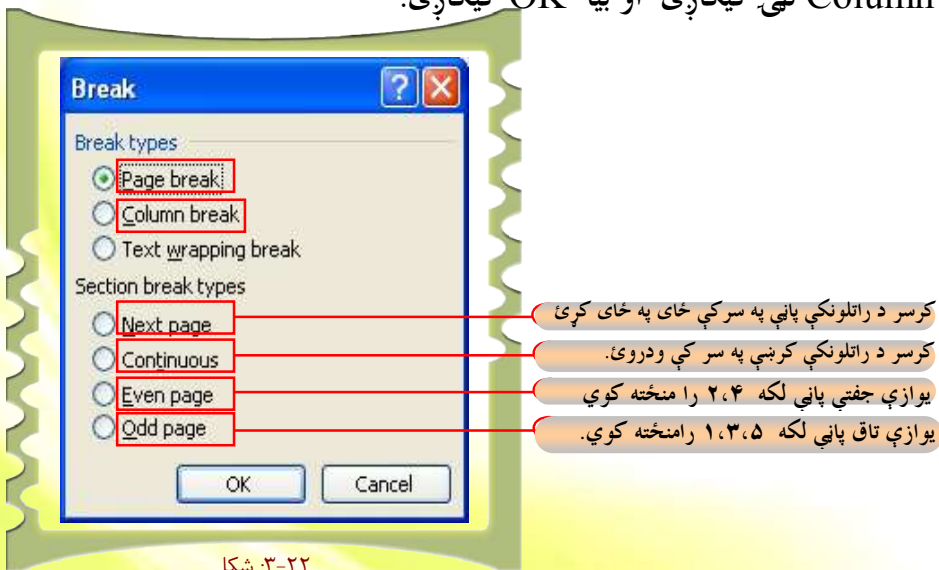 Column ټکي کيکاږئ او بيا OK کيکاږئ.
Break
Break types
Page break
Column break
Text wrapping break
Section break types
Next page
کرسر د راتلونکې پاڼې په سرکې ځای په ځای کړئ
Continuous
کرسر د راتلونکې کرښې په سر کې ودروئ.
Even page
يوازې جفتې پاڼې لکه ۲،۴ را منځته کوي
Odd page
يوازې تاق پاڼې لکه ۱،۳،۵ رامنځته کوي.
OK Cancel
۳-۲۲: شکل